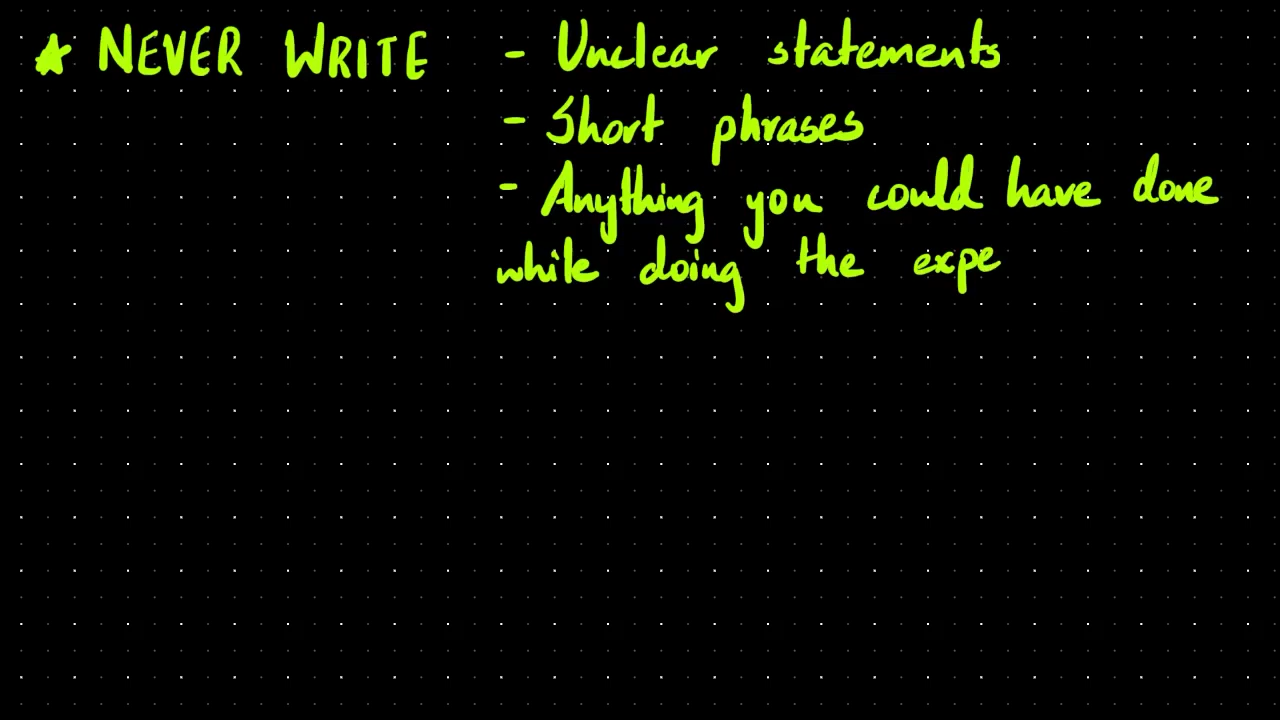 ★ NEVER WRITE - Unclear statements
- Short phrases
- Anything you could have done
while doing the expe